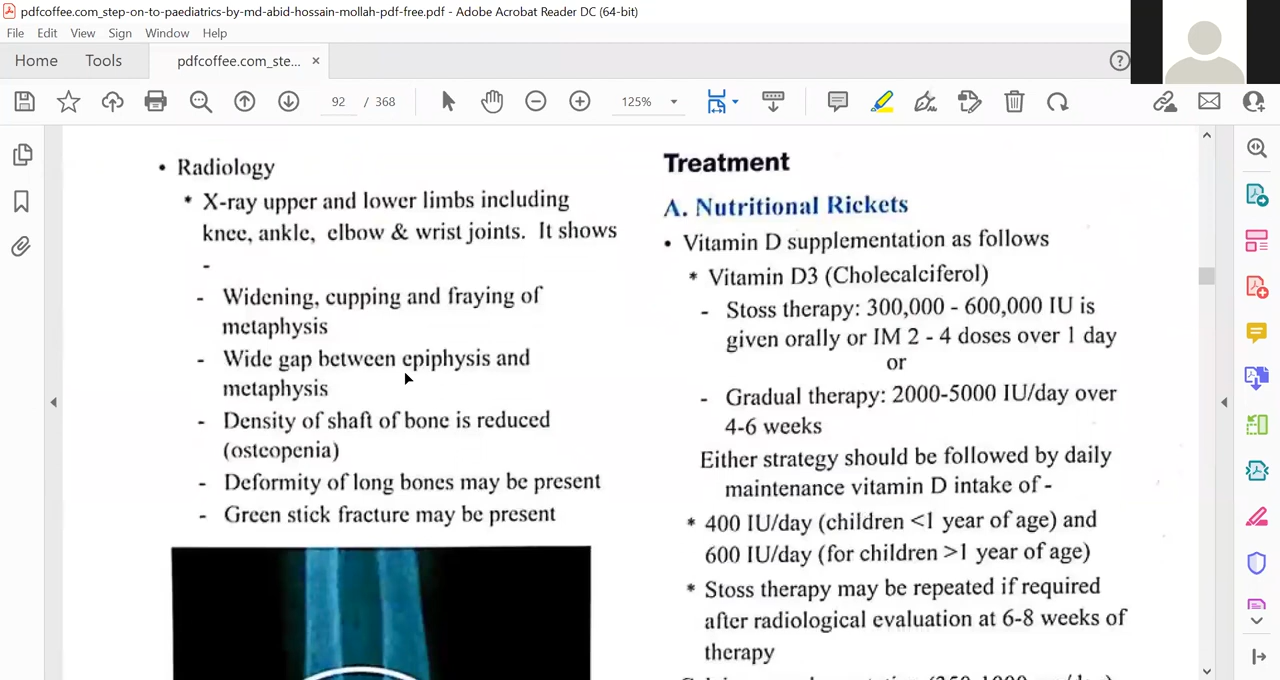 pdfcoffee.com_step-on-to-paediatrics-by-md-abid-hossain-mollah-pdf-free.pdf - Adobe Acrobat Reader DC (64-bit)
File Edit View Sign Window Help
Home Tools pdfcoffee.com_ste... ×
92 / 368 125%
• Radiology
* X-ray upper and lower limbs including
knee, ankle, elbow & wrist joints. It shows
-
- Widening, cupping and fraying of
metaphysis
- Wide gap between epiphysis and
metaphysis
- Density of shaft of bone is reduced
(osteopenia)
- Deformity of long bones may be present
- Green stick fracture may be present
Treatment
A. Nutritional Rickets
• Vitamin D supplementation as follows
* Vitamin D3 (Cholecalciferol)
- Stoss therapy: 300,000 - 600,000 IU is
given orally or IM 2 - 4 doses over 1 day
or
- Gradual therapy: 2000-5000 IU/day over
4-6 weeks
Either strategy should be followed by daily
maintenance vitamin D intake of -
* 400 IU/day (children <1 year of age) and
600 IU/day (for children >1 year of age)
* Stoss therapy may be repeated if required
after radiological evaluation at 6-8 weeks of
therapy